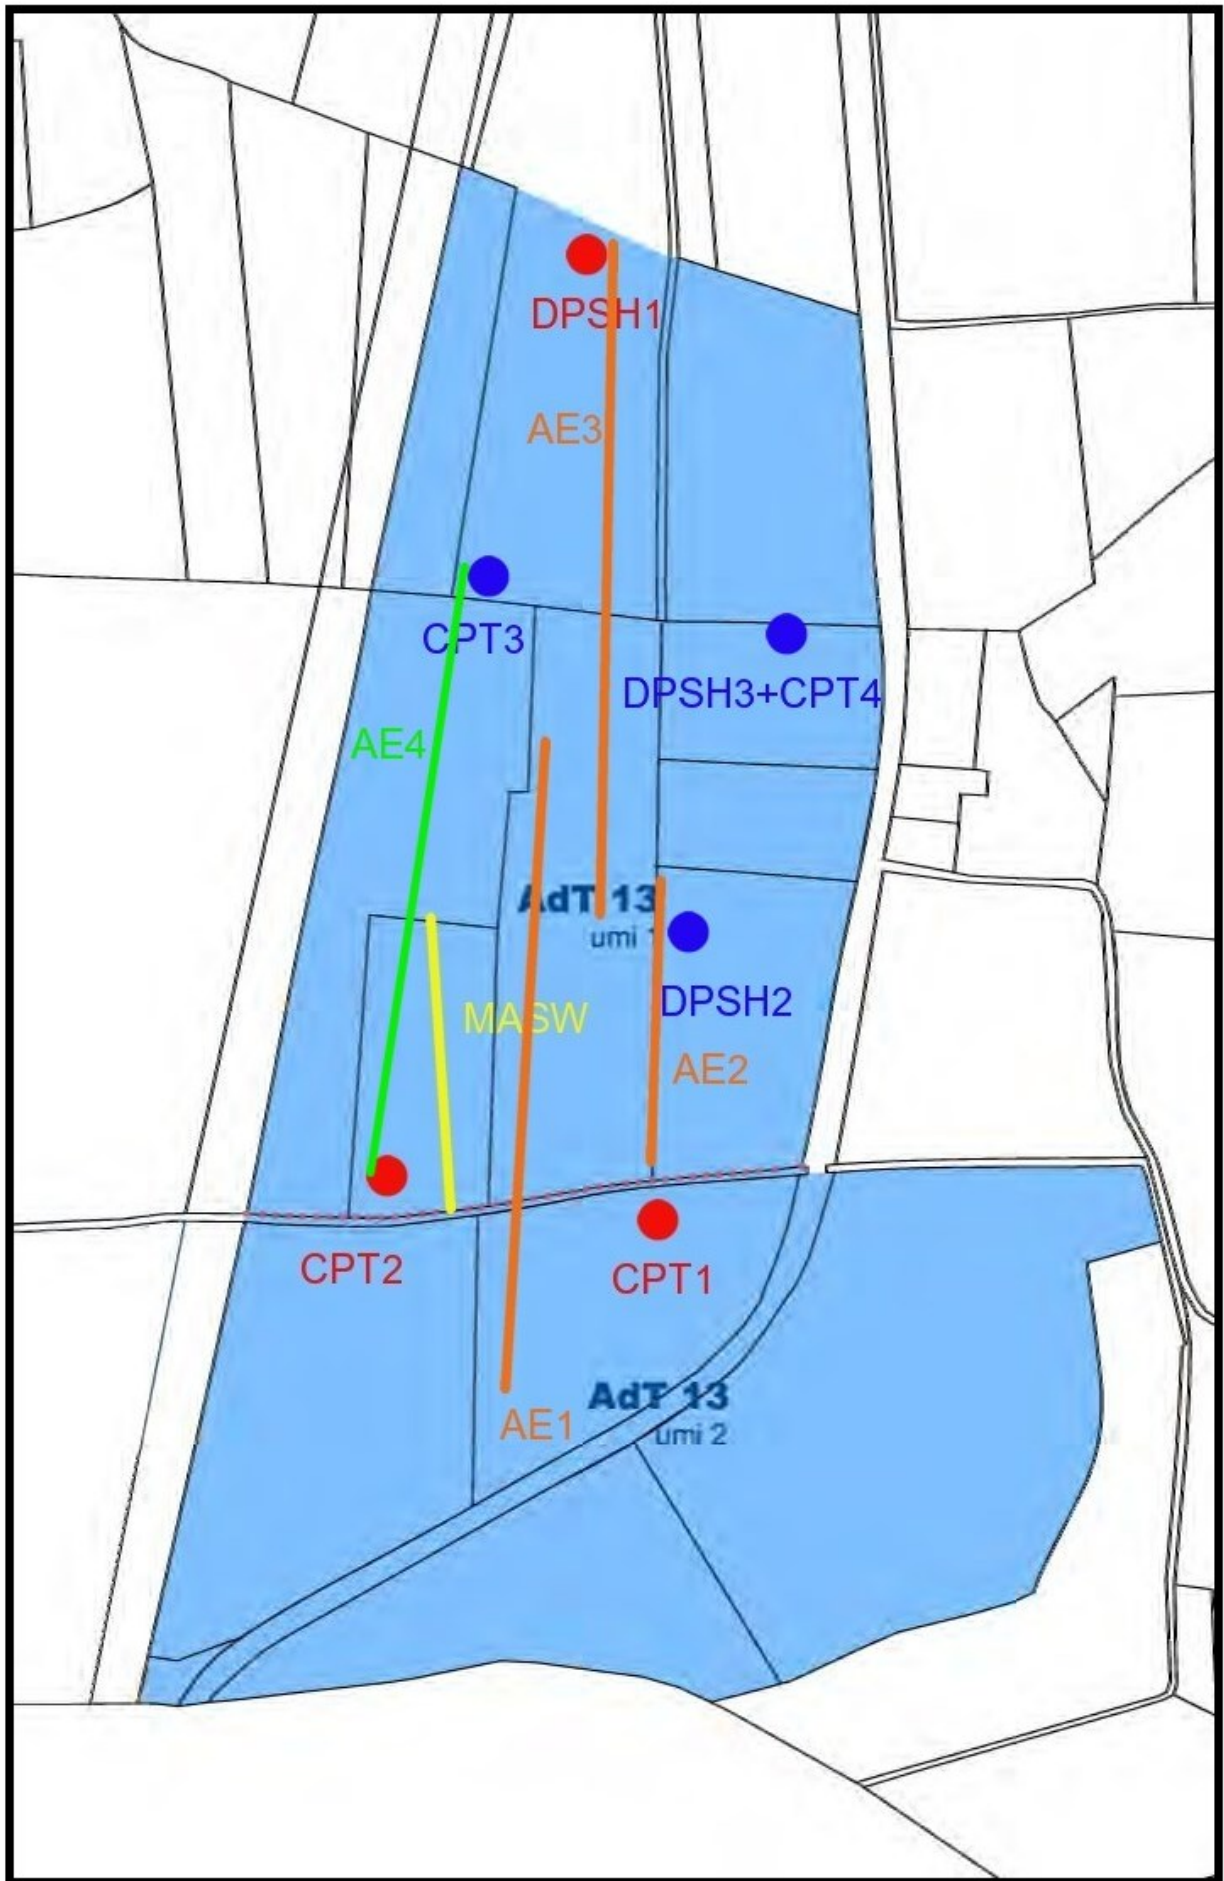 DPSH1
AE3
CPT3
DPSH3+CPT4
AE4
AdT 13
umi 1
MASW
DPSH2
AE2
CPT2
CPT1
AdT 13
AE1
umi 2